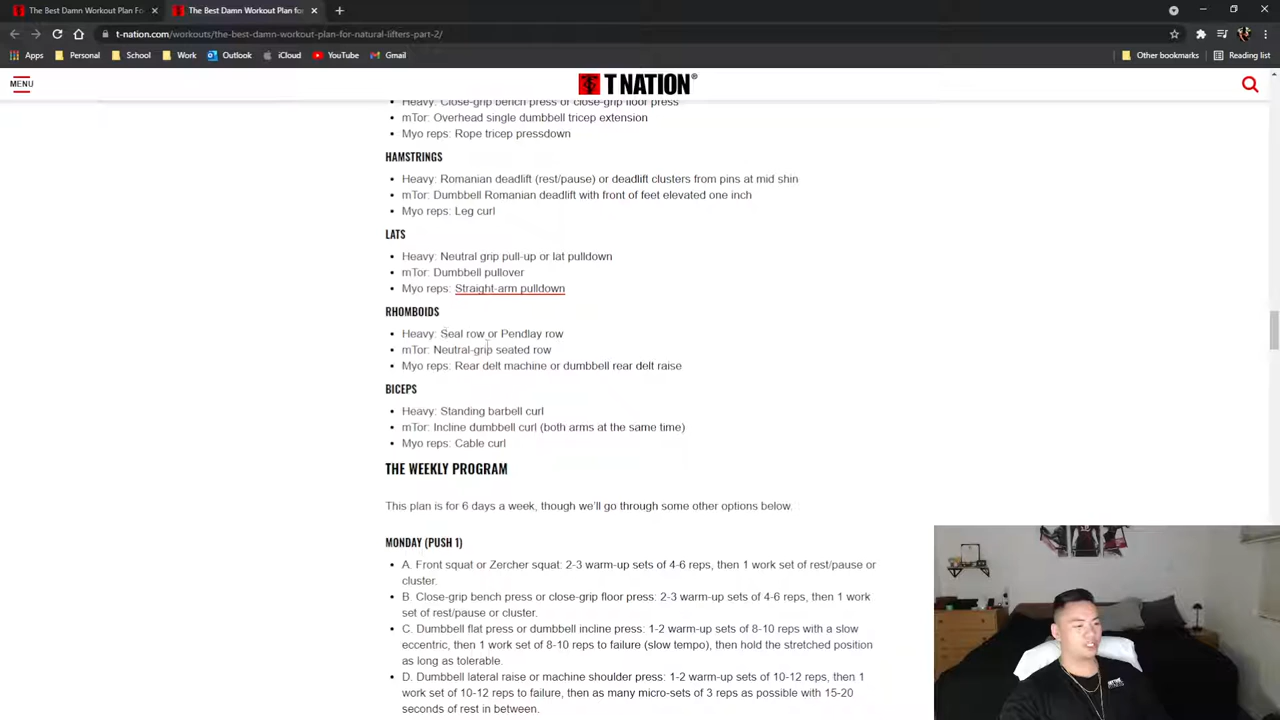 The Best Damn Workout Plan For
The Best Damn Workout Plan for
t-nation.com/workouts/the-best-damn-workout-plan-for-natural-lifters-part-2/
Apps
Personal
School
Work
Outlook
iCloud
YouTube
Gmail
Other bookmarks
Reading list
MENU
T NATION
Heavy: Close-grip bench press or close-grip floor press
mTor: Overhead single dumbbell tricep extension
Myo reps: Rope tricep pressdown
HAMSTRINGS
Heavy: Romanian deadlift (rest/pause) or deadlift clusters from pins at mid shin
mTor: Dumbbell Romanian deadlift with front of feet elevated one inch
Myo reps: Leg curl
LATS
Heavy: Neutral grip pull-up or lat pulldown
mTor: Dumbbell pullover
Myo reps: Straight-arm pulldown
RHOMBOIDS
Heavy: Seal row or Pendlay row
mTor: Neutral-grip seated row
Myo reps: Rear delt machine or dumbbell rear delt raise
BICEPS
Heavy: Standing barbell curl
mTor: Incline dumbbell curl (both arms at the same time)
Myo reps: Cable curl
THE WEEKLY PROGRAM
This plan is for 6 days a week, though we'll go through some other options below.
MONDAY (PUSH 1)
A. Front squat or Zercher squat: 2-3 warm-up sets of 4-6 reps, then 1 work set of rest/pause or
cluster.
B. Close-grip bench press or close-grip floor press: 2-3 warm-up sets of 4-6 reps, then 1 work
set of rest/pause or cluster.
C. Dumbbell flat press or dumbbell incline press: 1-2 warm-up sets of 8-10 reps with a slow
eccentric, then 1 work set of 8-10 reps to failure (slow tempo), then hold the stretched position
as long as tolerable.
D. Dumbbell lateral raise or machine shoulder press: 1-2 warm-up sets of 10-12 reps, then 1
work set of 10-12 reps to failure, then as many micro-sets of 3 reps as possible with 15-20
seconds of rest in between.